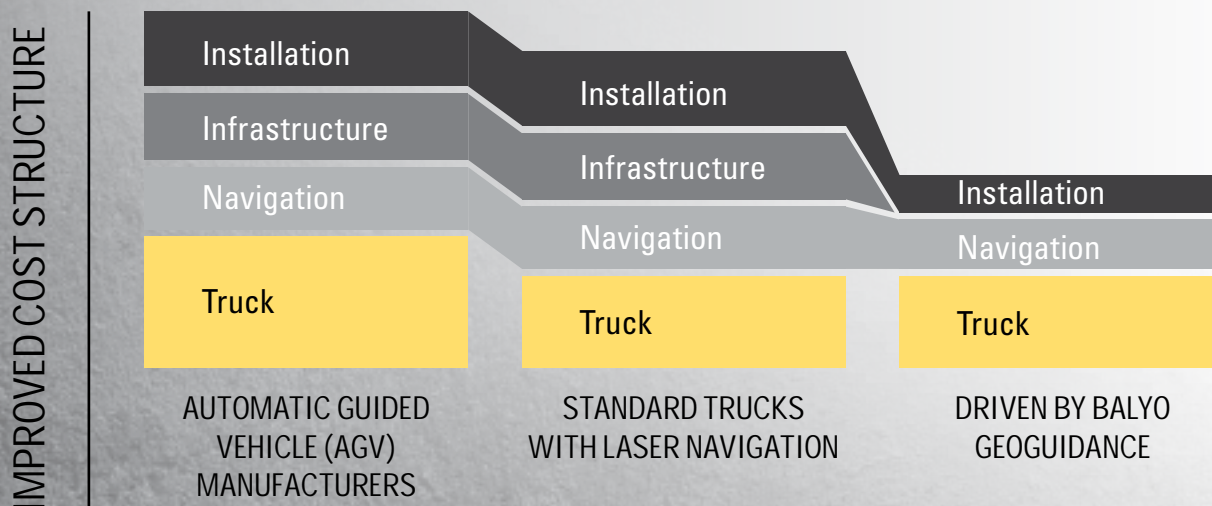 IMPROVED COST STRUCTURE
Installation
Infrastructure
Navigation
Truck
AUTOMATIC GUIDED
VEHICLE (AGV)
MANUFACTURERS
Installation
Infrastructure
Navigation
Truck
STANDARD TRUCKS
WITH LASER NAVIGATION
Installation
Navigation
Truck
DRIVEN BY BALYO
GEOGUIDANCE